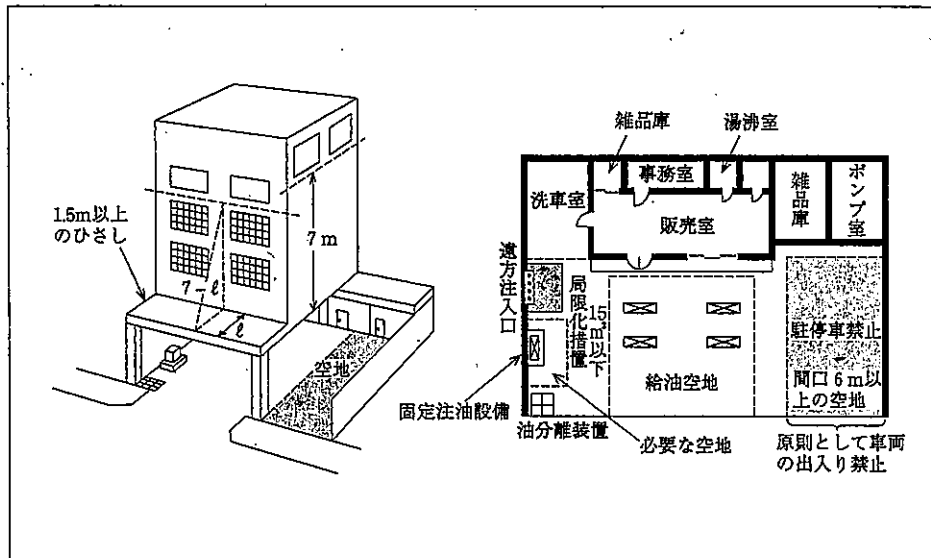 1.5m以上
のひさし
7m
7-ℓ
ℓ
空地
雑品庫
湯沸室
洗車室
事務室
販売室
雑品庫
ポンプ室
遠方注入口
局限化措置
15㎡以下
給油空地
駐停車禁止
間口6m以
上の空地
固定注油設備
油分離装置
必要な空地
原則として車両
の出入り禁止